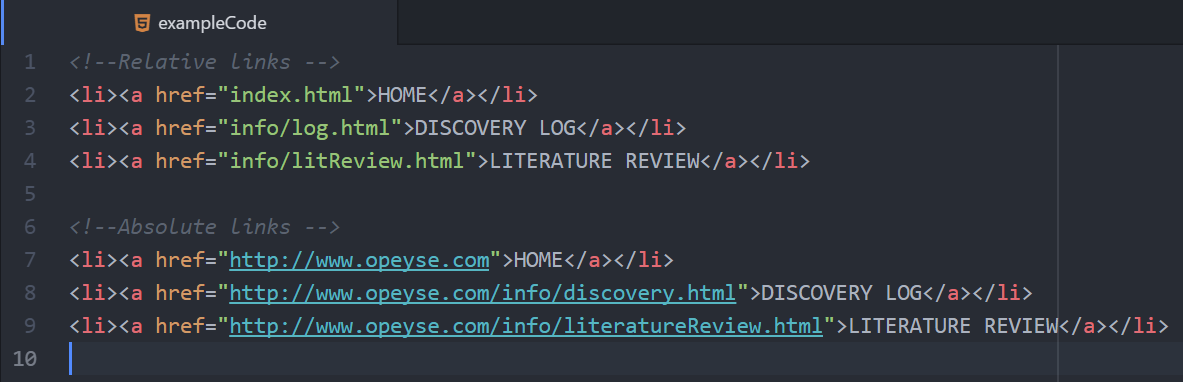 exampleCode
1 <!--Relative links -->
2 <li><a href="index.html">HOME</a></li>
3 <li><a href="info/log.html">DISCOVERY LOG</a></li>
4 <li><a href="info/litReview.html">LITERATURE REVIEW</a></li>
5
6 <!--Absolute links -->
7 <li><a href="http://www.opeyse.com">HOME</a></li>
8 <li><a href="http://www.opeyse.com/info/discovery.html">DISCOVERY LOG</a></li>
9 <li><a href="http://www.opeyse.com/info/literatureReview.html">LITERATURE REVIEW</a></li>
10